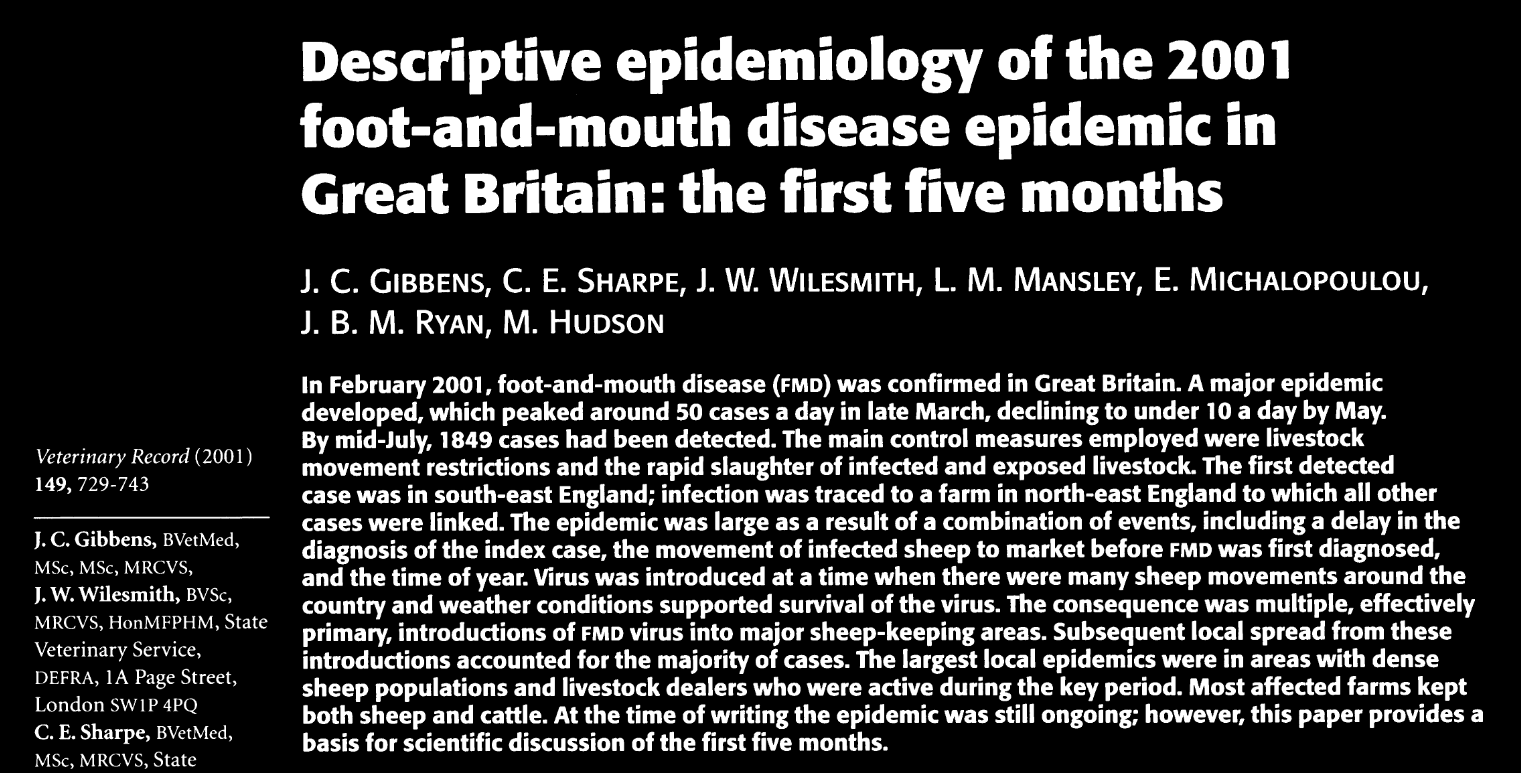 Descriptive epidemiology of the 2001
foot-and-mouth disease epidemic in
Great Britain: the first five months
J. C. GIBBENS, C. E. SHARPE, J. W. WILESMITH, L. M. MANSLEY, E. MICHALOPOULOU,
J. B. M. RYAN, M. HUDSON
In February 2001, foot-and-mouth disease (FMD) was confirmed in Great Britain. A major epidemic
developed, which peaked around 50 cases a day in late March, declining to under 10 a day by May.
By mid-July, 1849 cases had been detected. The main control measures employed were livestock
movement restrictions and the rapid slaughter of infected and exposed livestock. The first detected
case was in south-east England; infection was traced to a farm in north-east England to which all other
cases were linked. The epidemic was large as a result of a combination of events, including a delay in the
diagnosis of the index case, the movement of infected sheep to market before FMD was first diagnosed,
and the time of year. Virus was introduced at a time when there were many sheep movements around the
country and weather conditions supported survival of the virus. The consequence was multiple, effectively
primary, introductions of FMD virus into major sheep-keeping areas. Subsequent local spread from these
introductions accounted for the majority of cases. The largest local epidemics were in areas with dense
sheep populations and livestock dealers who were active during the key period. Most affected farms kept
both sheep and cattle. At the time of writing the epidemic was still ongoing; however, this paper provides a
basis for scientific discussion of the first five months.
Veterinary Record (2001)
149, 729-743
J. C. Gibbens, BVetMed,
MSc, MSc, MRCVS,
J. W. Wilesmith, BVSc,
MRCVS, HonMFPHM, State
Veterinary Service,
DEFRA, 1A Page Street,
London SW1P 4PQ
C. E. Sharpe, BVetMed,
MSc, MRCVS, State